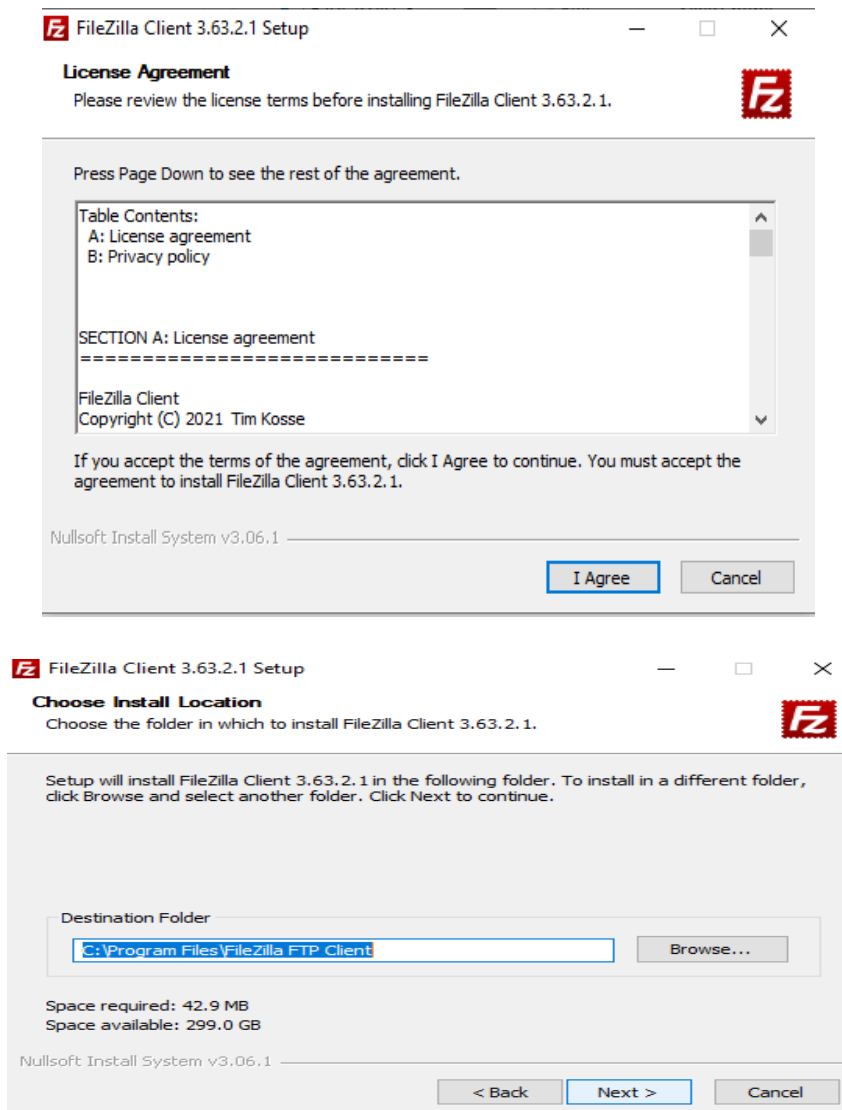 FileZilla Client 3.63.2.1 Setup
License Agreement
Please review the license terms before installing FileZilla Client 3.63.2.1.
Fz
Press Page Down to see the rest of the agreement.
Table Contents:
A: License agreement
B: Privacy policy
SECTION A: License agreement
============================
FileZilla Client
Copyright (C) 2021 Tim Kosse
If you accept the terms of the agreement, click I Agree to continue. You must accept the
agreement to install FileZilla Client 3.63.2.1.
Nullsoft Install System v3.06.1
I Agree Cancel
FileZilla Client 3.63.2.1 Setup
Choose Install Location
Choose the folder in which to install FileZilla Client 3.63.2.1.
Fz
Setup will install FileZilla Client 3.63.2.1 in the following folder. To install in a different folder,
click Browse and select another folder. Click Next to continue.
Destination Folder
C:\Program Files\FileZilla FTP Client
Browse...
Space required: 42.9 MB
Space available: 299.0 GB
Nullsoft Install System v3.06.1
< Back Next > Cancel